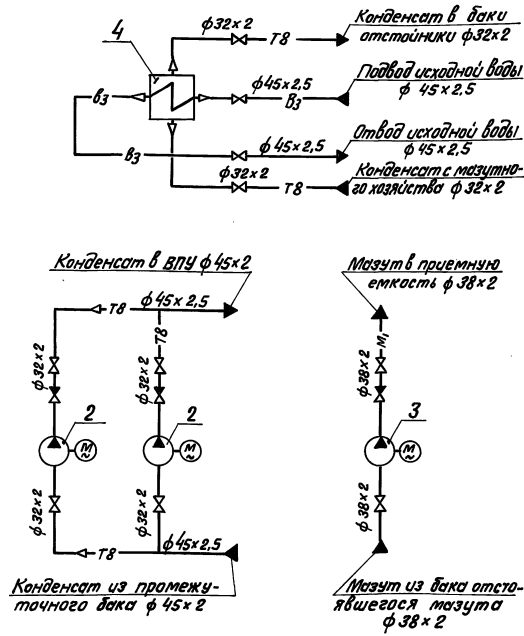 ф32×2
Т8
Конденсат в баки
отстойники ф32×2
4
Подвод исходной воды
ф 45×2,5
ф45×2,5
В3
В3
Отвод исходной воды
ф45×2,5
ф45×2,5
В3
ф32×2
Т8
Конденсат с мазутно-
го хозяйства ф32×2
Конденсат в ВПУ ф45×2
Т8
ф45×2,5
Т8
ф32×2
ф32×2
2
2
М
~
М
~
ф32×2
ф32×2
Т8
ф45×2,5
Конденсат из промежу-
точного бака ф 45×2
Мазут в приемную
емкость ф38×2
М1
ф38×2
3
М
~
ф38×2
Мазут из бака отсто-
явшегося мазута
ф38×2